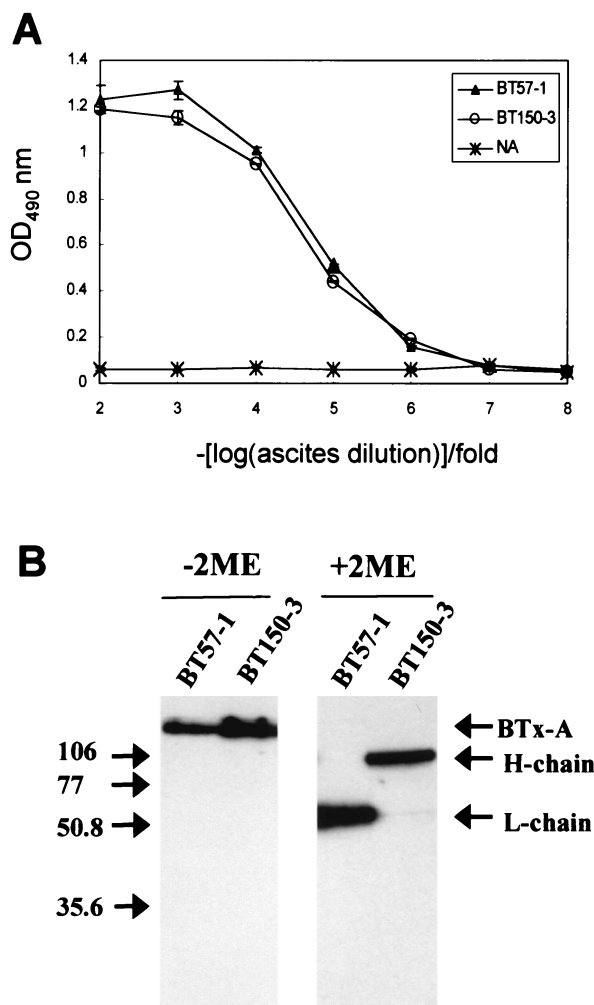 A
1.4
1.2
1
0.8
0.6
0.4
0.2
0
OD490 nm
BT57-1
BT150-3
NA
2 3 4 5 6 7 8
-[log(ascites dilution)]/fold
B
-2ME +2ME
BT57-1 BT150-3 BT57-1 BT150-3
106
77
50.8
35.6
BTx-A
H-chain
L-chain